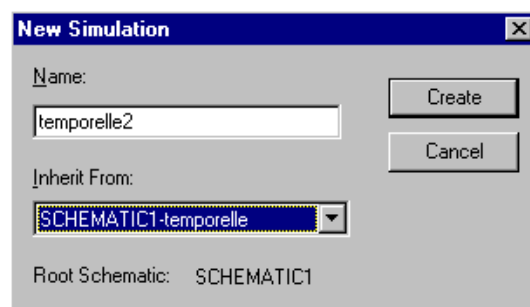 New Simulation
Name:
Create
temporelle2
Cancel
Inherit From:
SCHEMATIC1-temporelle
Root Schematic: SCHEMATIC1